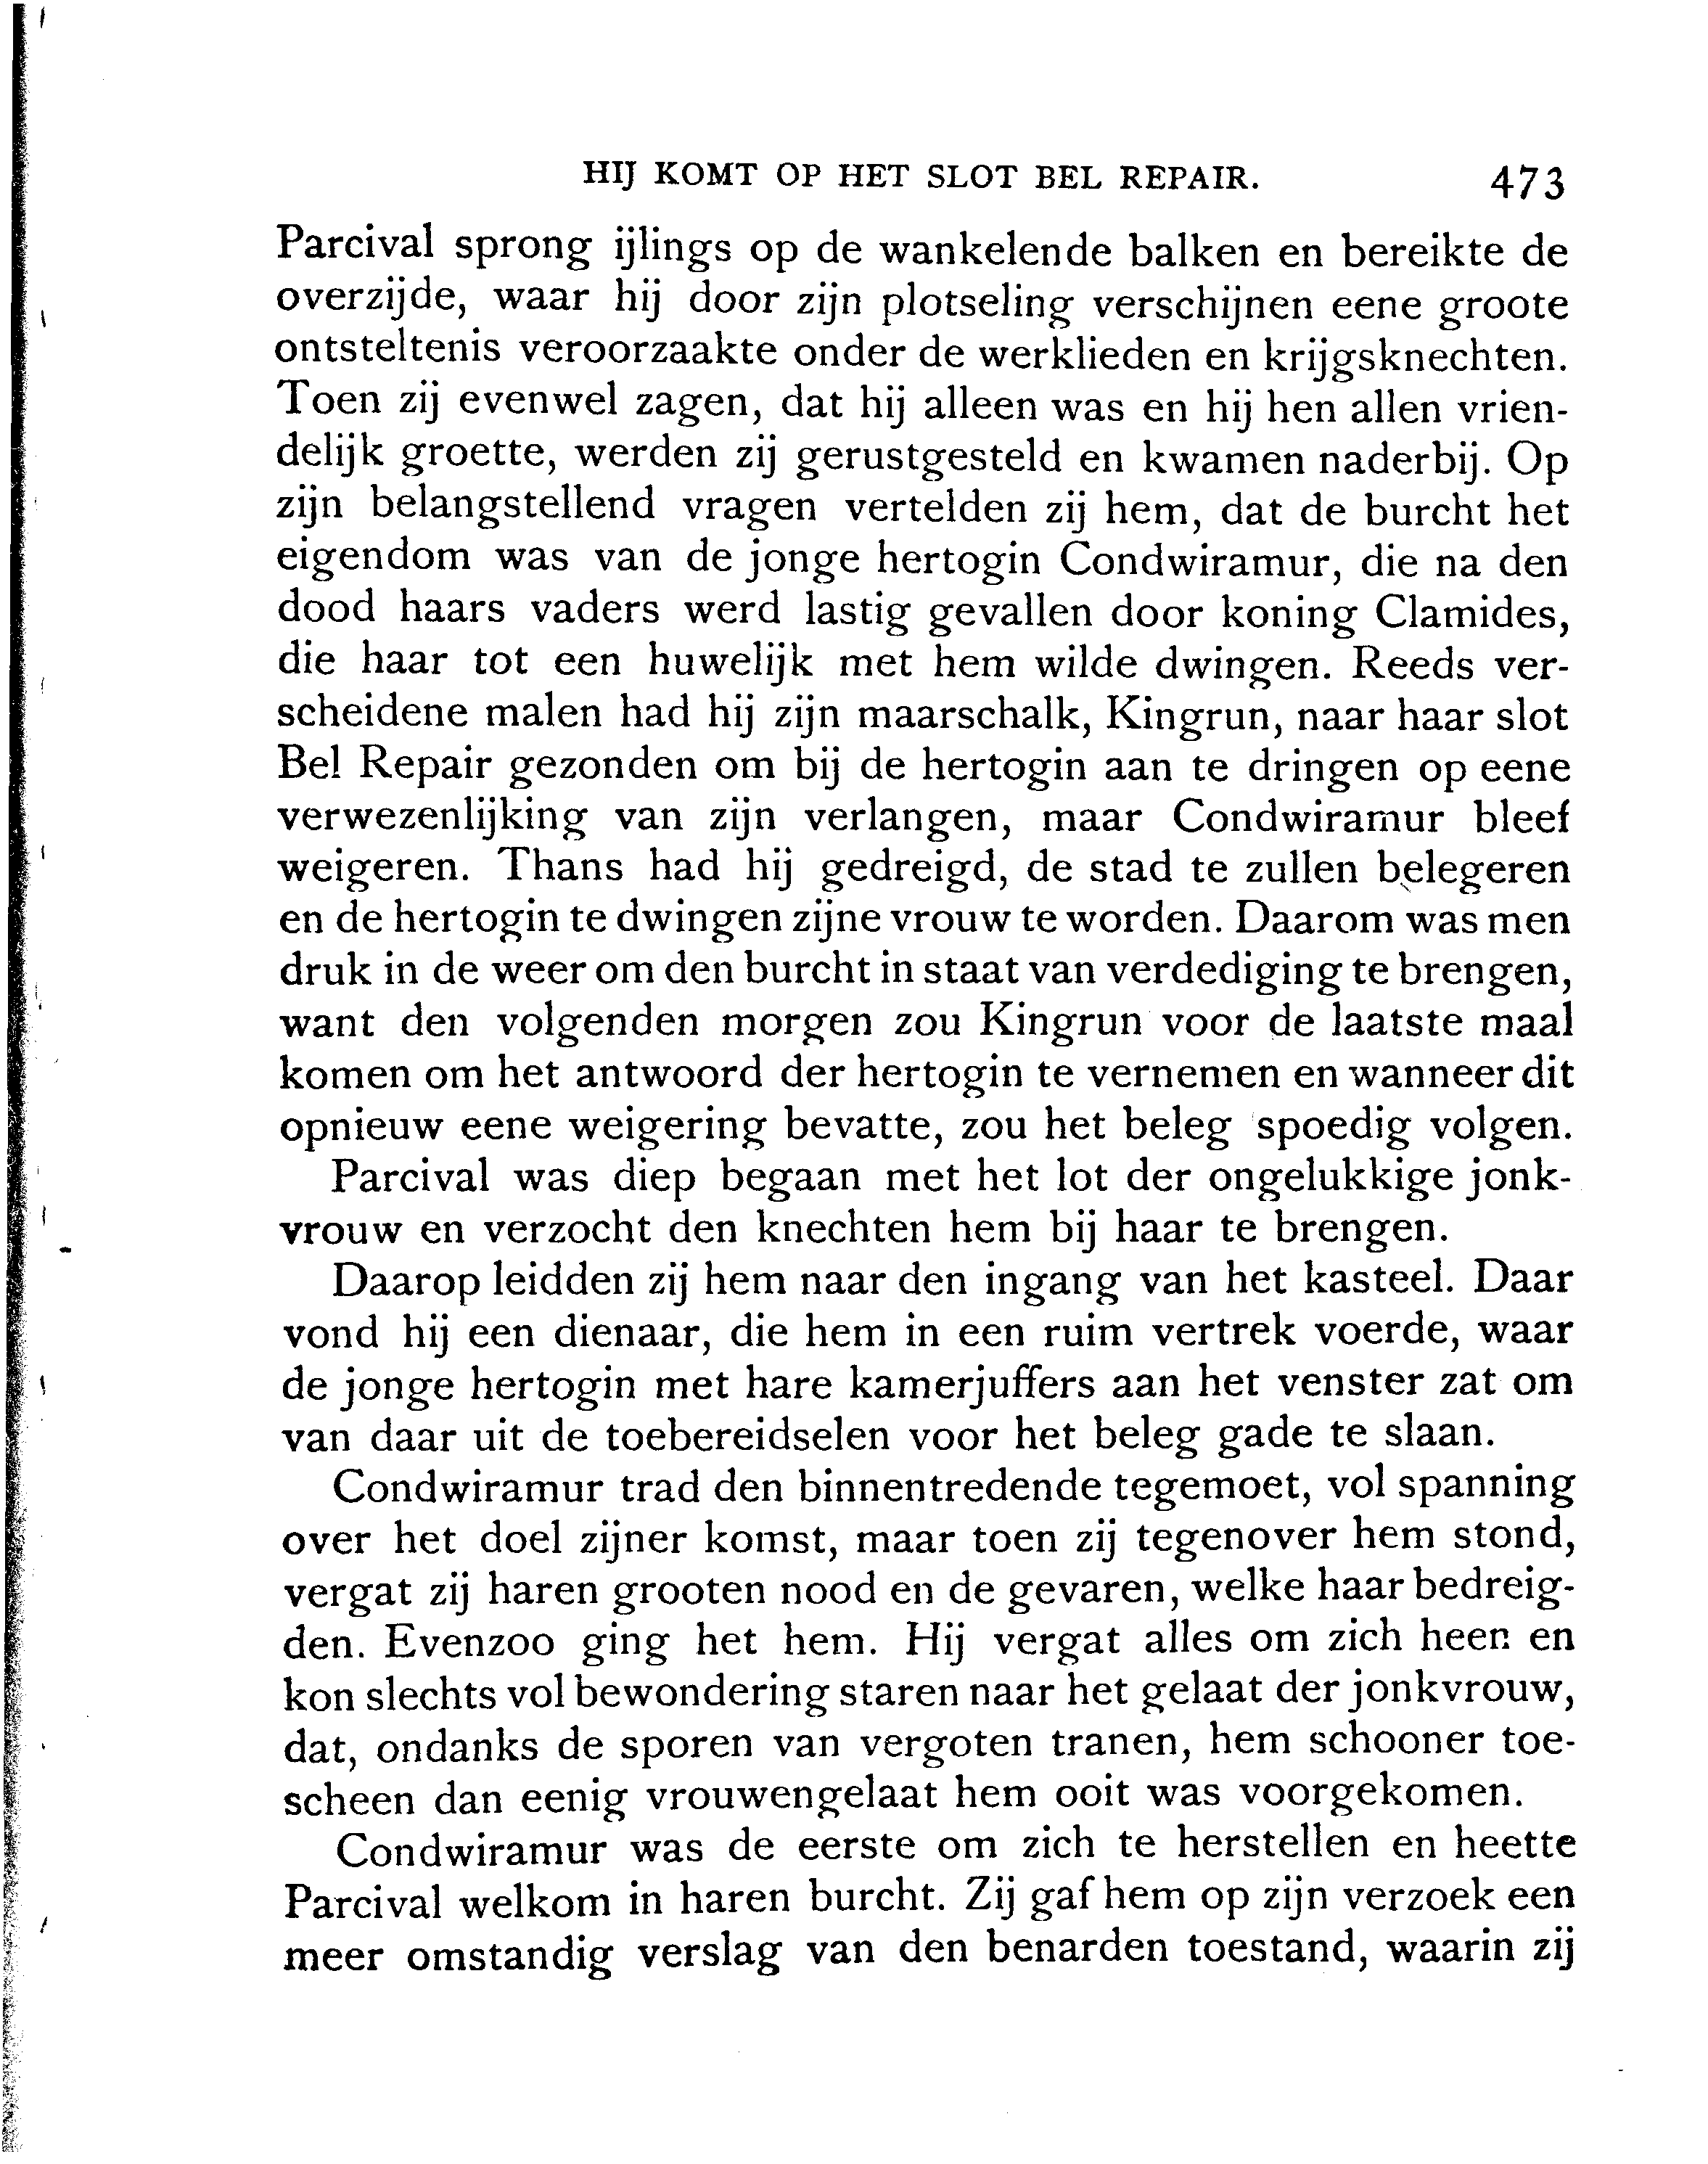 HIJ KOMT OP HET SLOT BEL REPAIR. 473
Parcival sprong ijlings op de wankelende balken en bereikte de
overzijde, waar hij door zijn plotseling verschijnen eene groote
ontsteltenis veroorzaakte onder de werklieden en krijgsknechten.
Toen zij evenwel zagen, dat hij alleen was en hij hen allen vrien-
delijk groette, werden zij gerustgesteld en kwamen naderbij. Op
zijn belangstellend vragen vertelden zij hem, dat de burcht het
eigendom was van de jonge hertogin Condwiramur, die na den
dood haars vaders werd lastig gevallen door koning Clamides,
die haar tot een huwelijk met hem wilde dwingen. Reeds ver-
scheidene malen had hij zijn maarschalk, Kingrun, naar haar slot
Bel Repair gezonden om bij de hertogin aan te dringen op eene
verwezenlijking van zijn verlangen, maar Condwiramur bleef
weigeren. Thans had hij gedreigd, de stad te zullen belegeren
en de hertogin te dwingen zijne vrouw te worden. Daarom was men
druk in de weer om den burcht in staat van verdediging te brengen,
want den volgenden morgen zou Kingrun voor de laatste maal
komen om het antwoord der hertogin te vernemen en wanneer dit
opnieuw eene weigering bevatte, zou het beleg spoedig volgen.
Parcival was diep begaan met het lot der ongelukkige jonk-
vrouw en verzocht den knechten hem bij haar te brengen.
Daarop leidden zij hem naar den ingang van het kasteel. Daar
vond hij een dienaar, die hem in een ruim vertrek voerde, waar
de jonge hertogin met hare kamerjuffers aan het venster zat om
van daar uit de toebereidselen voor het beleg gade te slaan.
Condwiramur trad den binnentredende tegemoet, vol spanning
over het doel zijner komst, maar toen zij tegenover hem stond,
vergat zij haren grooten nood en de gevaren, welke haar bedreig-
den. Evenzoo ging het hem. Hij vergat alles om zich heen en
kon slechts vol bewondering staren naar het gelaat der jonkvrouw,
dat, ondanks de sporen van vergoten tranen, hem schooner toe-
scheen dan eenig vrouwengelaat hem ooit was voorgekomen.
Condwiramur was de eerste om zich te herstellen en heette
Parcival welkom in haren burcht. Zij gaf hem op zijn verzoek een
meer omstandig verslag van den benarden toestand, waarin zij